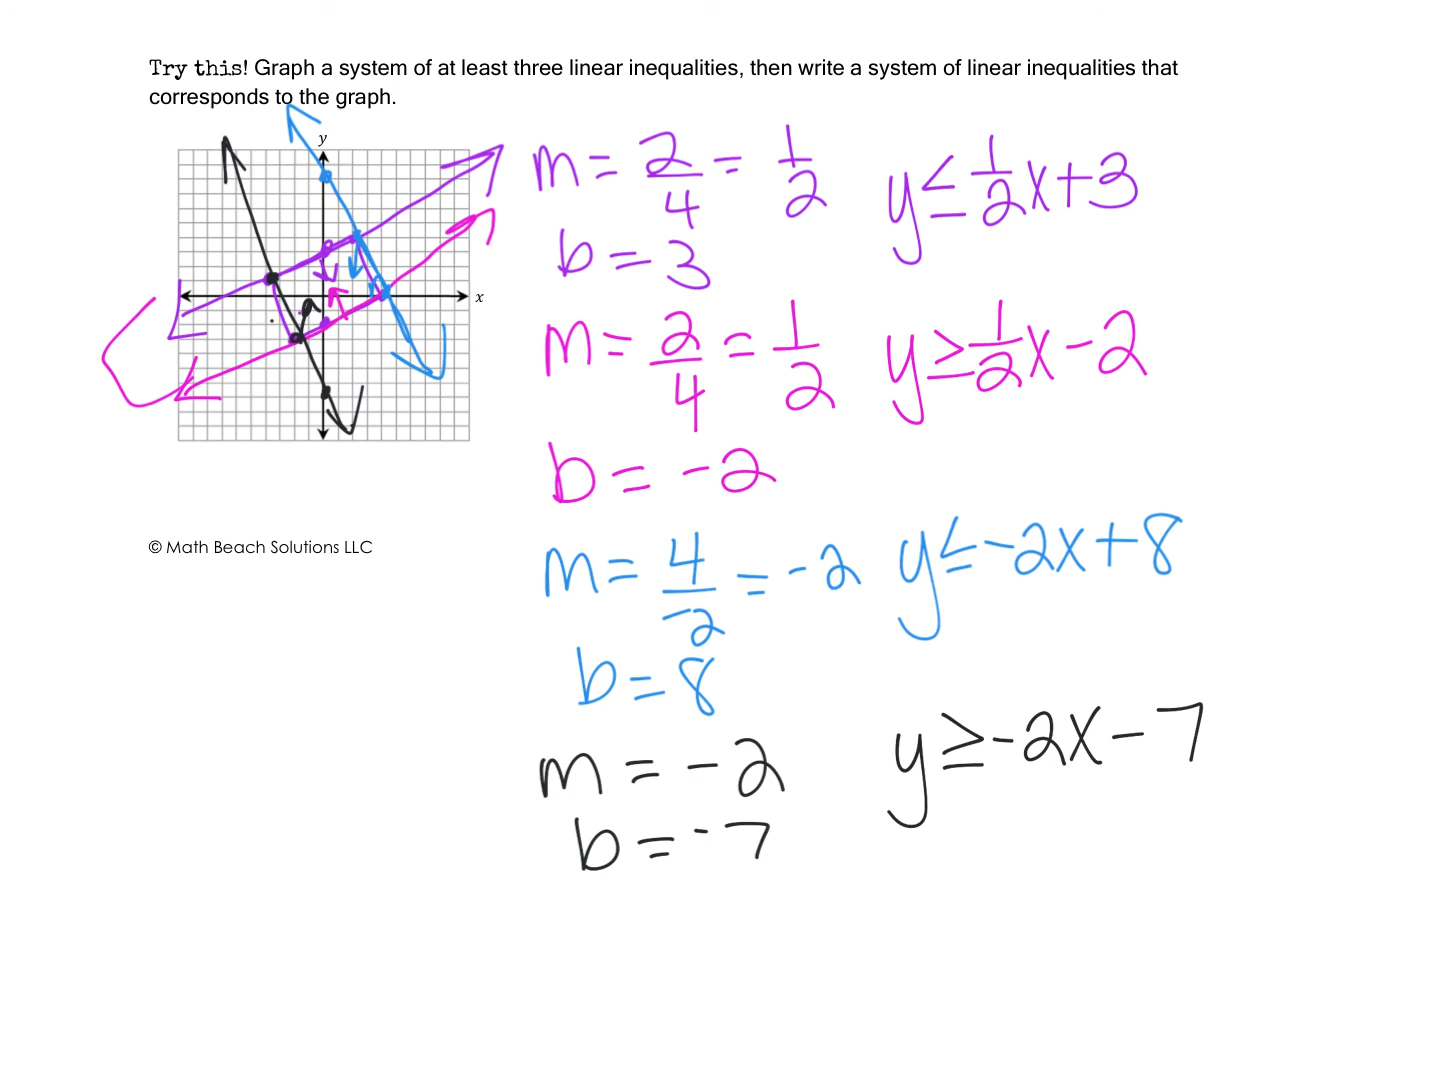 Try this! Graph a system of at least three linear inequalities, then write a system of linear inequalities that
corresponds to the graph.
y
x
m = 2/4 = 1/2 y ≤ 1/2x + 3
b = 3
m = 2/4 = 1/2 y ≥ 1/2x - 2
b = -2
m = 4/-2 = -2 y ≤ -2x + 8
b = 8
m = -2 y ≥ -2x - 7
b = -7
© Math Beach Solutions LLC